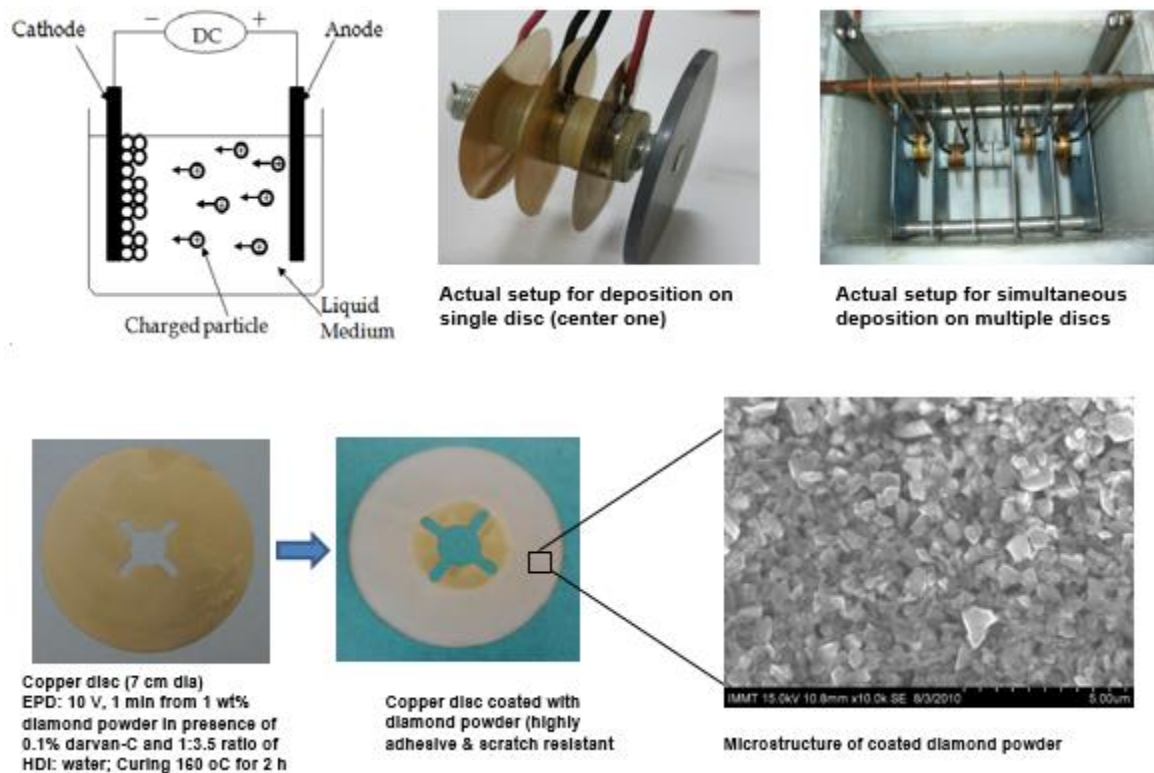 − +
Cathode DC Anode
Liquid
Charged particle Medium
Actual setup for deposition on
single disc (center one)
Actual setup for simultaneous
deposition on multiple discs
Copper disc (7 cm dia)
EPD: 10 V, 1 min from 1 wt%
diamond powder in presence of
0.1% darvan-C and 1:3.5 ratio of
HDI: water; Curing 160 oC for 2 h
Copper disc coated with
diamond powder (highly
adhesive & scratch resistant
IMMT 15.0kV 10.8mm x10.0k SE 8/3/2010 5.00um
Microstructure of coated diamond powder